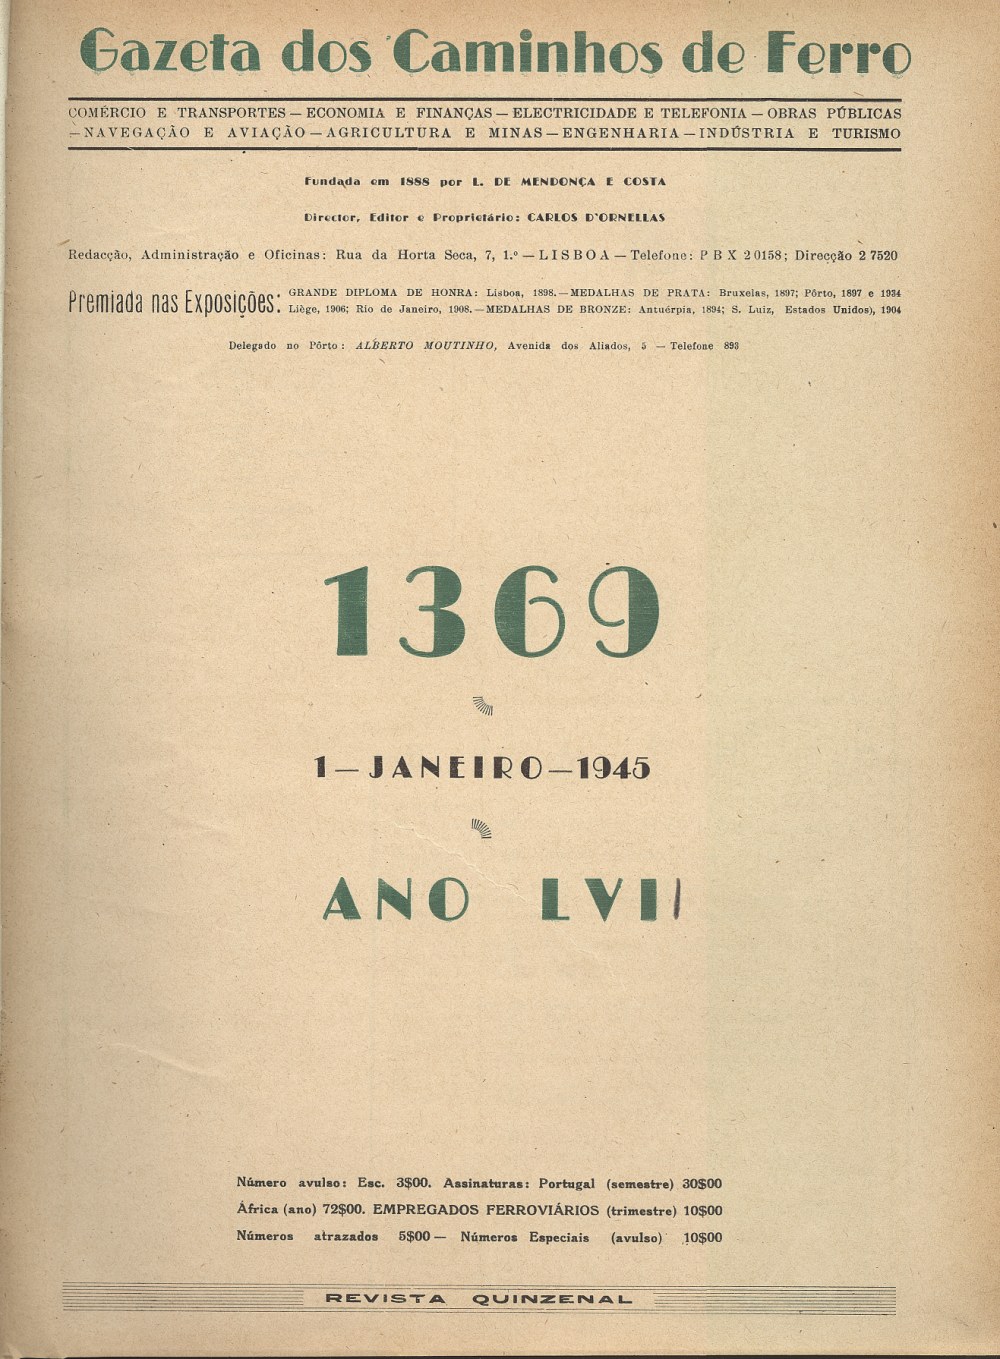 Gazeta dos Caminhos de Ferro
COMÉRCIO E TRANSPORTES — ECONOMIA E FINANÇAS — ELECTRICIDADE E TELEFONIA — OBRAS PÚBLICAS
— NAVEGAÇÃO E AVIAÇÃO — AGRICULTURA E MINAS — ENGENHARIA — INDÚSTRIA E TURISMO
Fundada em 1888 por L. DE MENDONÇA E COSTA
Director, Editor e Proprietário: CARLOS D'ORNELLAS
Redacção, Administração e Oficinas: Rua da Horta Seca, 7, 1.º — LISBOA — Telefone: PBX 20158; Direcção 2 7520
Premiada nas Exposições: GRANDE DIPLOMA DE HONRA: Lisboa, 1898. — MEDALHAS DE PRATA: Bruxelas, 1897; Pôrto, 1897 e 1934
Liège, 1906; Rio de Janeiro, 1908. — MEDALHAS DE BRONZE: Antuérpia, 1894; S. Luiz, Estados Unidos), 1904
Delegado no Pôrto: ALBERTO MOUTINHO, Avenida dos Aliados, 5 — Telefone 893
1369
1 — JANEIRO — 1945
ANO LVII
Número avulso: Esc. 3$00. Assinaturas: Portugal (semestre) 30$00
África (ano) 72$00. EMPREGADOS FERROVIÁRIOS (trimestre) 10$00
Números atrazados 5$00 — Números Especiais (avulso) 10$00
REVISTA QUINZENAL